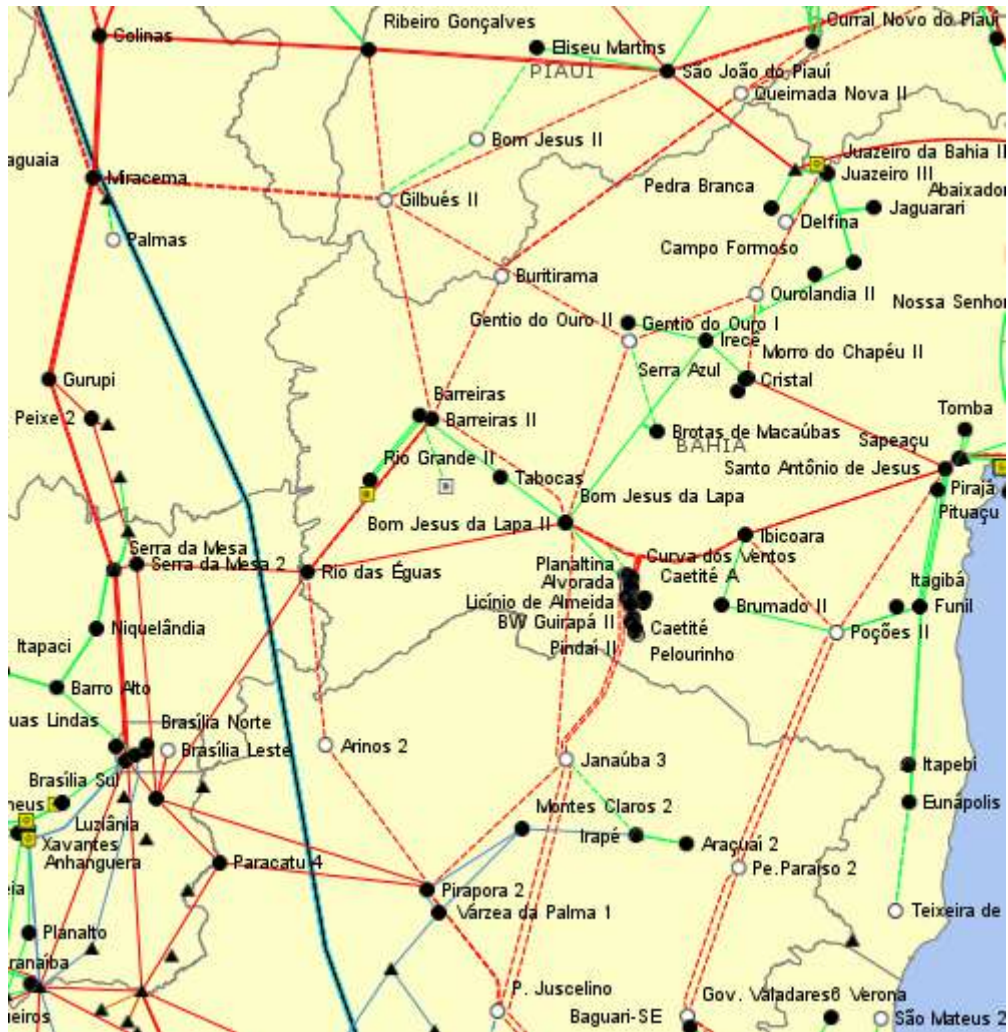 Ribeiro Gonçalves
Curral Novo do Piauí
Colinas
Eliseu Martins
PIAUÍ
São João do Piauí
Queimada Nova II
Bom Jesus II
Juazeiro da Bahia II
Juazeiro III
Miracema
Pedra Branca
Gilbués II
Jaguarari
Delfina
Palmas
Campo Formoso
Buritirama
Ourolandia II
Gentio do Ouro II
Gentio do Ouro I
Irecê
Morro do Chapéu II
Serra Azul
Cristal
Gurupi
Peixe 2
Barreiras
Barreiras II
Tomba
Brotas de Macaúbas
BAHIA
Sapeaçu
Rio Grande II
Santo Antônio de Jesus
Tabocas
Pirajá
Bom Jesus da Lapa
Pituaçu
Bom Jesus da Lapa II
Ibicoara
Serra da Mesa
Serra da Mesa 2
Rio das Éguas
Planaltina
Curva dos Ventos
Alvorada
Caetité A
Licínio de Almeida
Itagibá
Brumado II
Funil
BW Guirapá II
Caetité
Niquelândia
Poções II
Itapaci
Pindaí II
Pelourinho
Barro Alto
Brasília Norte
Brasília Leste
Arinos 2
Janaúba 3
Brasília Sul
Itapebi
Montes Claros 2
Eunápolis
Luziânia
Xavantes
Irapé
Araçuaí 2
Anhanguera
Paracatu 4
Pe.Paraiso 2
Pirapora 2
Várzea da Palma 1
Teixeira de
Planalto
P. Juscelino
Gov. Valadares6
Verona
Baguari-SE
São Mateus 2